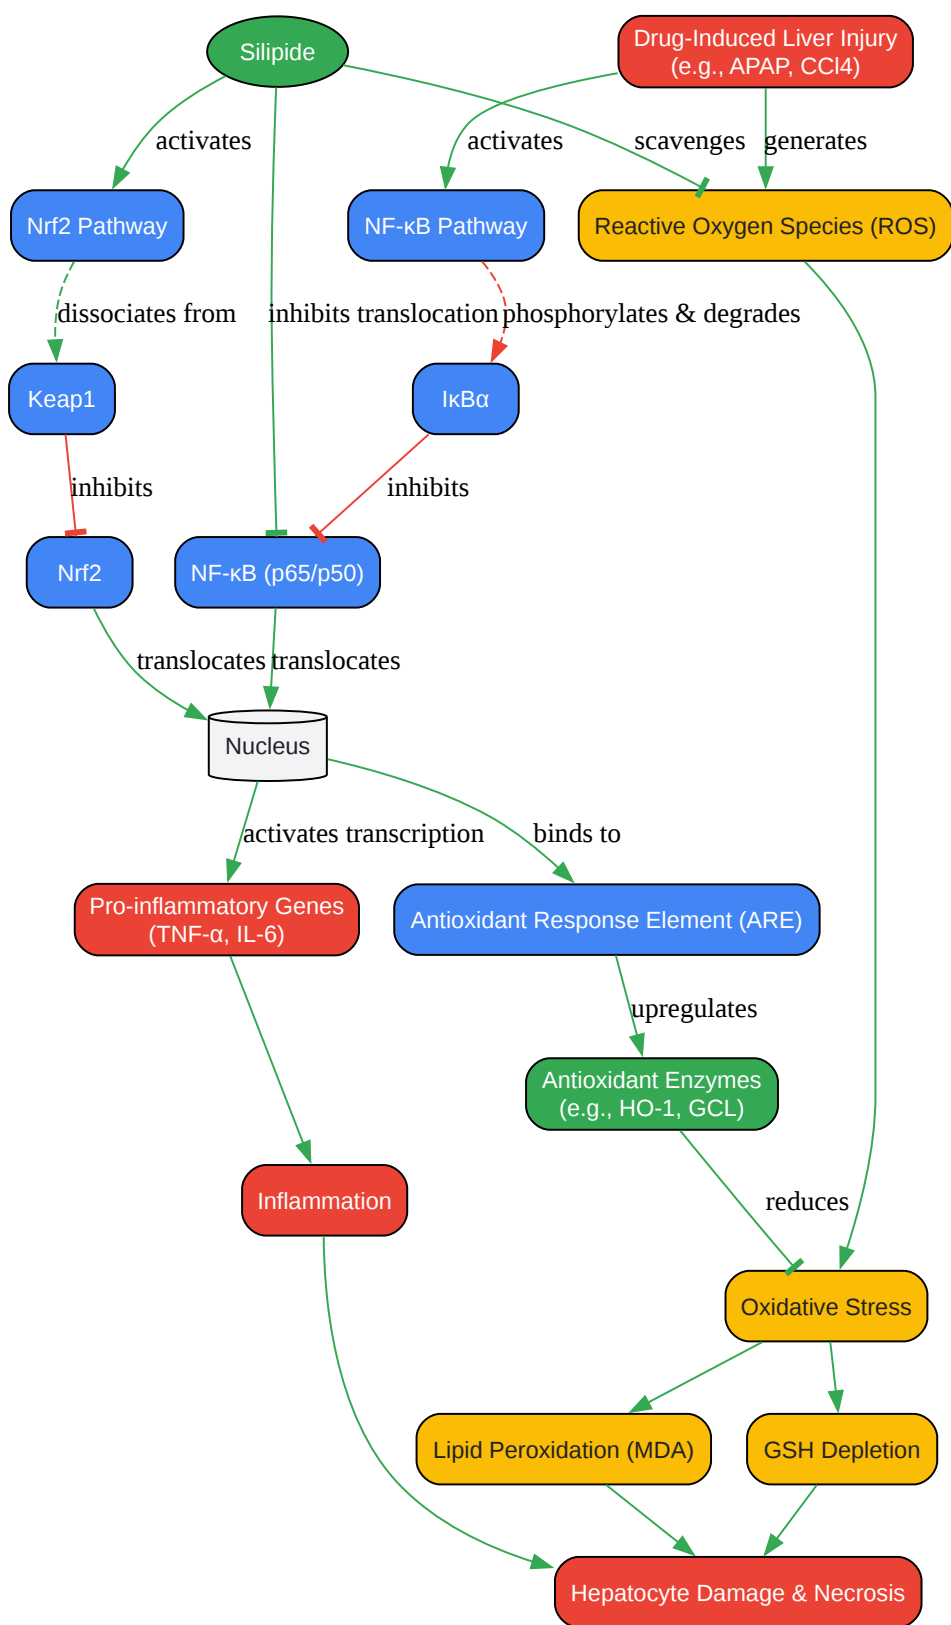 Silipide
Drug-Induced Liver Injury
(e.g., APAP, CCl4)
activates
activates
scavenges
generates
Nrf2 Pathway
NF-κB Pathway
Reactive Oxygen Species (ROS)
dissociates from
inhibits translocation
phosphorylates & degrades
Keap1
IκBα
inhibits
inhibits
Nrf2
NF-κB (p65/p50)
translocates
translocates
Nucleus
activates transcription
binds to
Pro-inflammatory Genes
(TNF-α, IL-6)
Antioxidant Response Element (ARE)
upregulates
Antioxidant Enzymes
(e.g., HO-1, GCL)
Inflammation
reduces
Oxidative Stress
Lipid Peroxidation (MDA)
GSH Depletion
Hepatocyte Damage & Necrosis